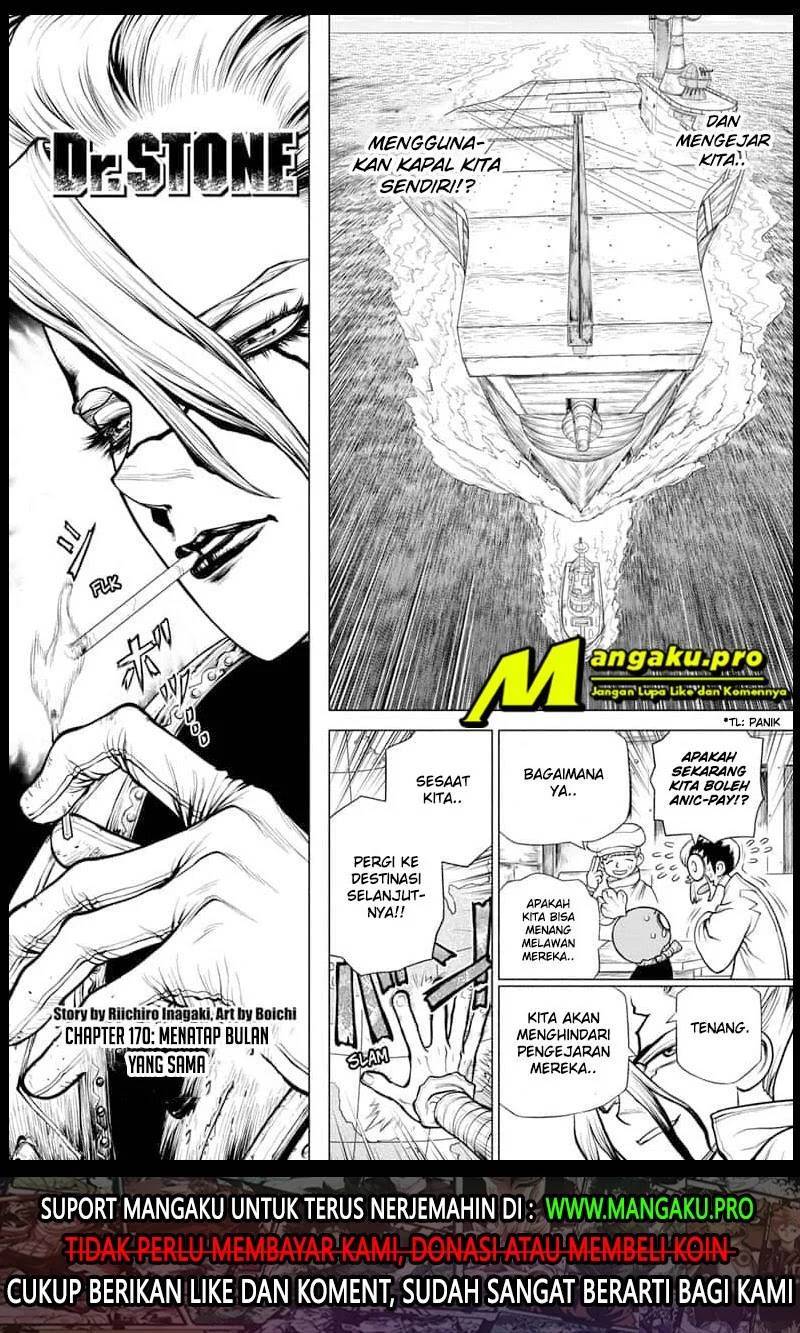 Dr.STONE
DAN
MENGEJAR
KITA..
MENGGUNA-
KAN KAPAL KITA
SENDIRI!?
Mangaku.pro
Jangan Lupa Like dan Komennya
*TL: PANIK
FLK
ボッ
Story by Riichiro Inagaki, Art by Boichi
CHAPTER 170: MENATAP BULAN
YANG SAMA
APAKAH
SEKARANG
KITA BOLEH
ANIC-PAY!?
BAGAIMANA
YA..
APAKAH
KITA BISA
MENANG
MELAWAN
MEREKA..
TENANG.
KITA AKAN
MENGHINDARI
PENGEJARAN
MEREKA..
SESAAT
KITA..
PERGI KE
DESTINASI
SELANJUT-
NYA!!
SLAM
SUPORT MANGAKU UNTUK TERUS NERJEMAHIN DI : WWW.MANGAKU.PRO
TIDAK PERLU MEMBAYAR KAMI, DONASI ATAU MEMBELI KOIN
CUKUP BERIKAN LIKE DAN KOMENT, SUDAH SANGAT BERARTI BAGI KAMI